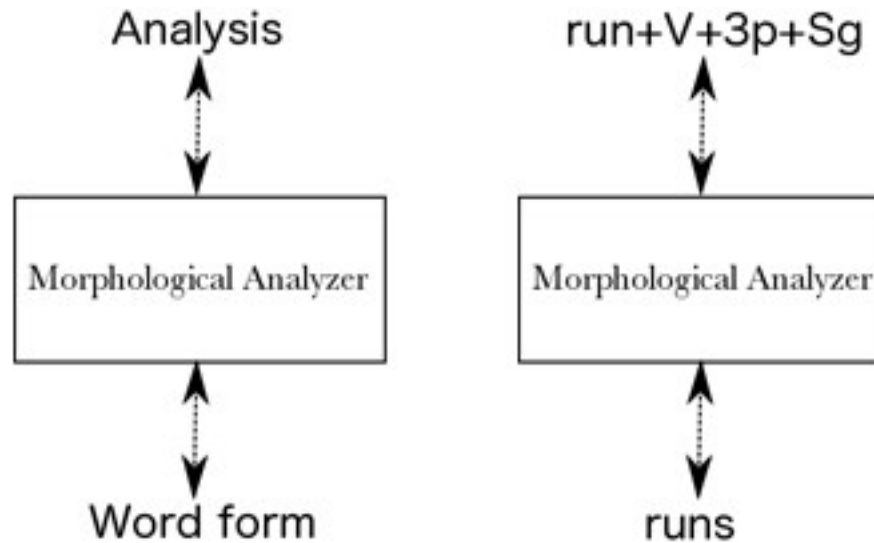 Analysis
Morphological Analyzer
Word form
run+V+3p+Sg
Morphological Analyzer
runs